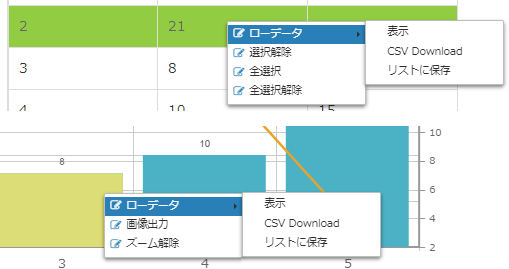 2 21
ローデータ 表示
3 8 選択解除 CSV Download
全選択 リストに保存
全選択解除
4 10 15
10
10
8
8
6
ローデータ 表示
画像出力 CSV Download 4
ズーム解除 リストに保存
2
3 4 5